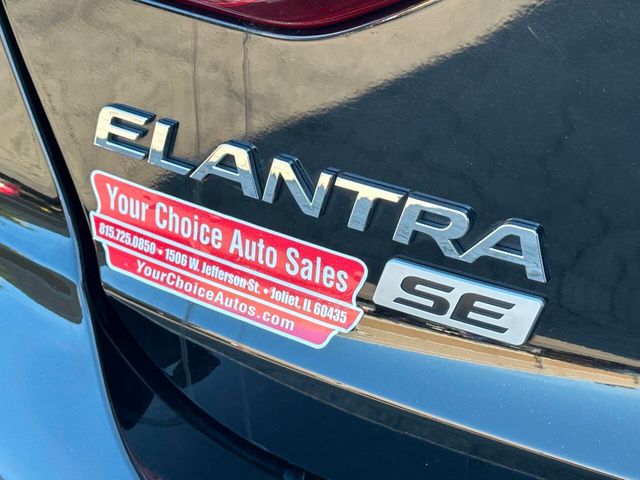 ELANTRA
SE
Your Choice Auto Sales
815.725.0850 • 1506 W. Jefferson St. • Joliet, IL 60435
YourChoiceAutos.com